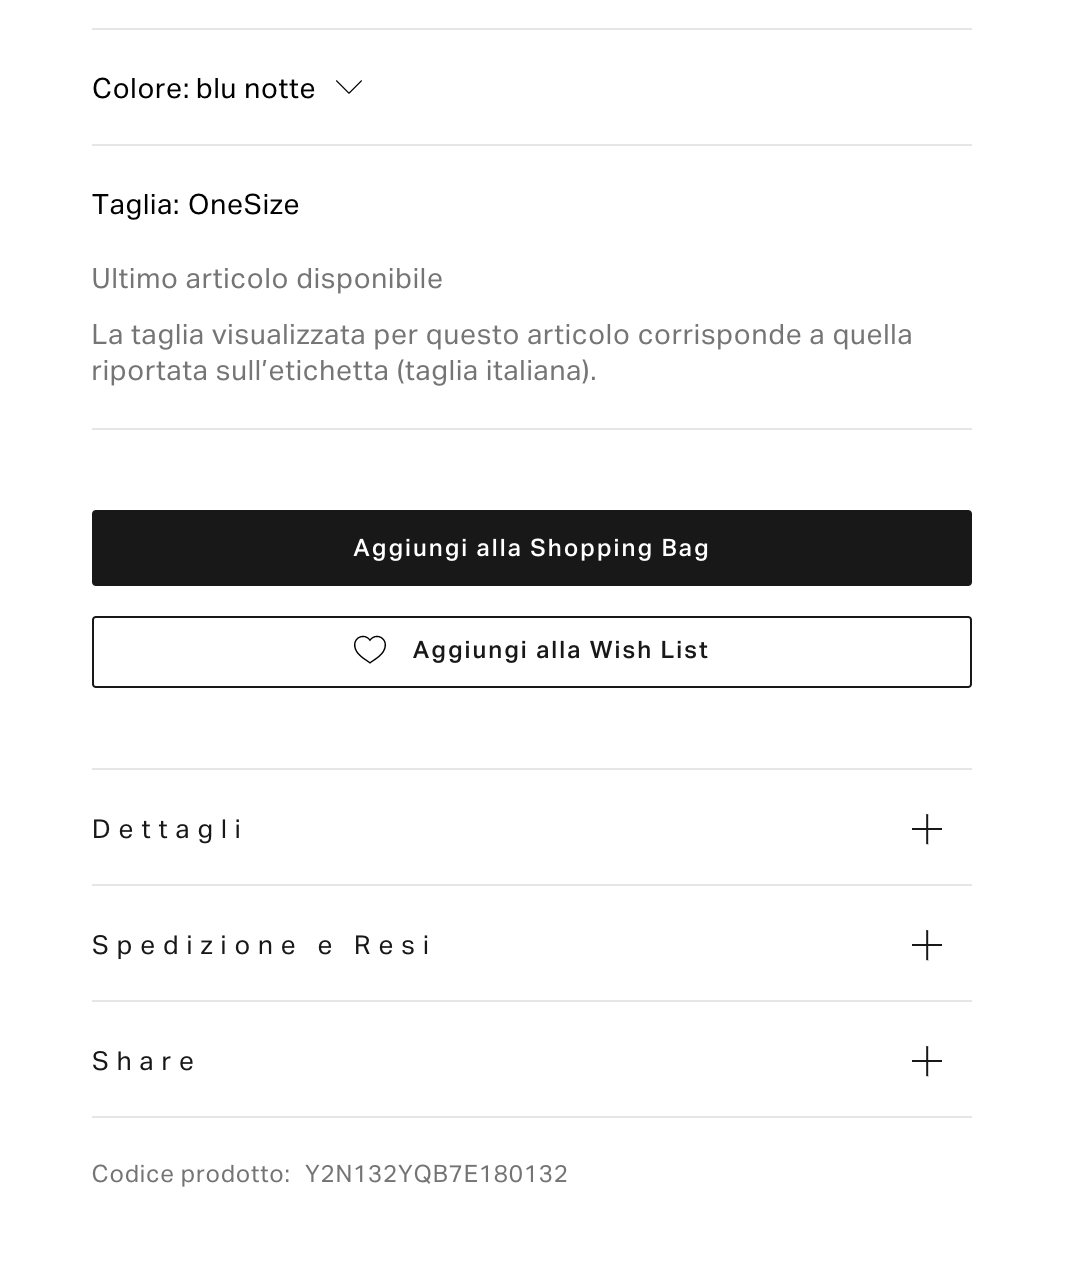 Colore: blu notte
Taglia: OneSize
Ultimo articolo disponibile
La taglia visualizzata per questo articolo corrisponde a quella
riportata sull’etichetta (taglia italiana).
Aggiungi alla Shopping Bag
Aggiungi alla Wish List
Dettagli
Spedizione e Resi
Share
Codice prodotto: Y2N132YQB7E180132